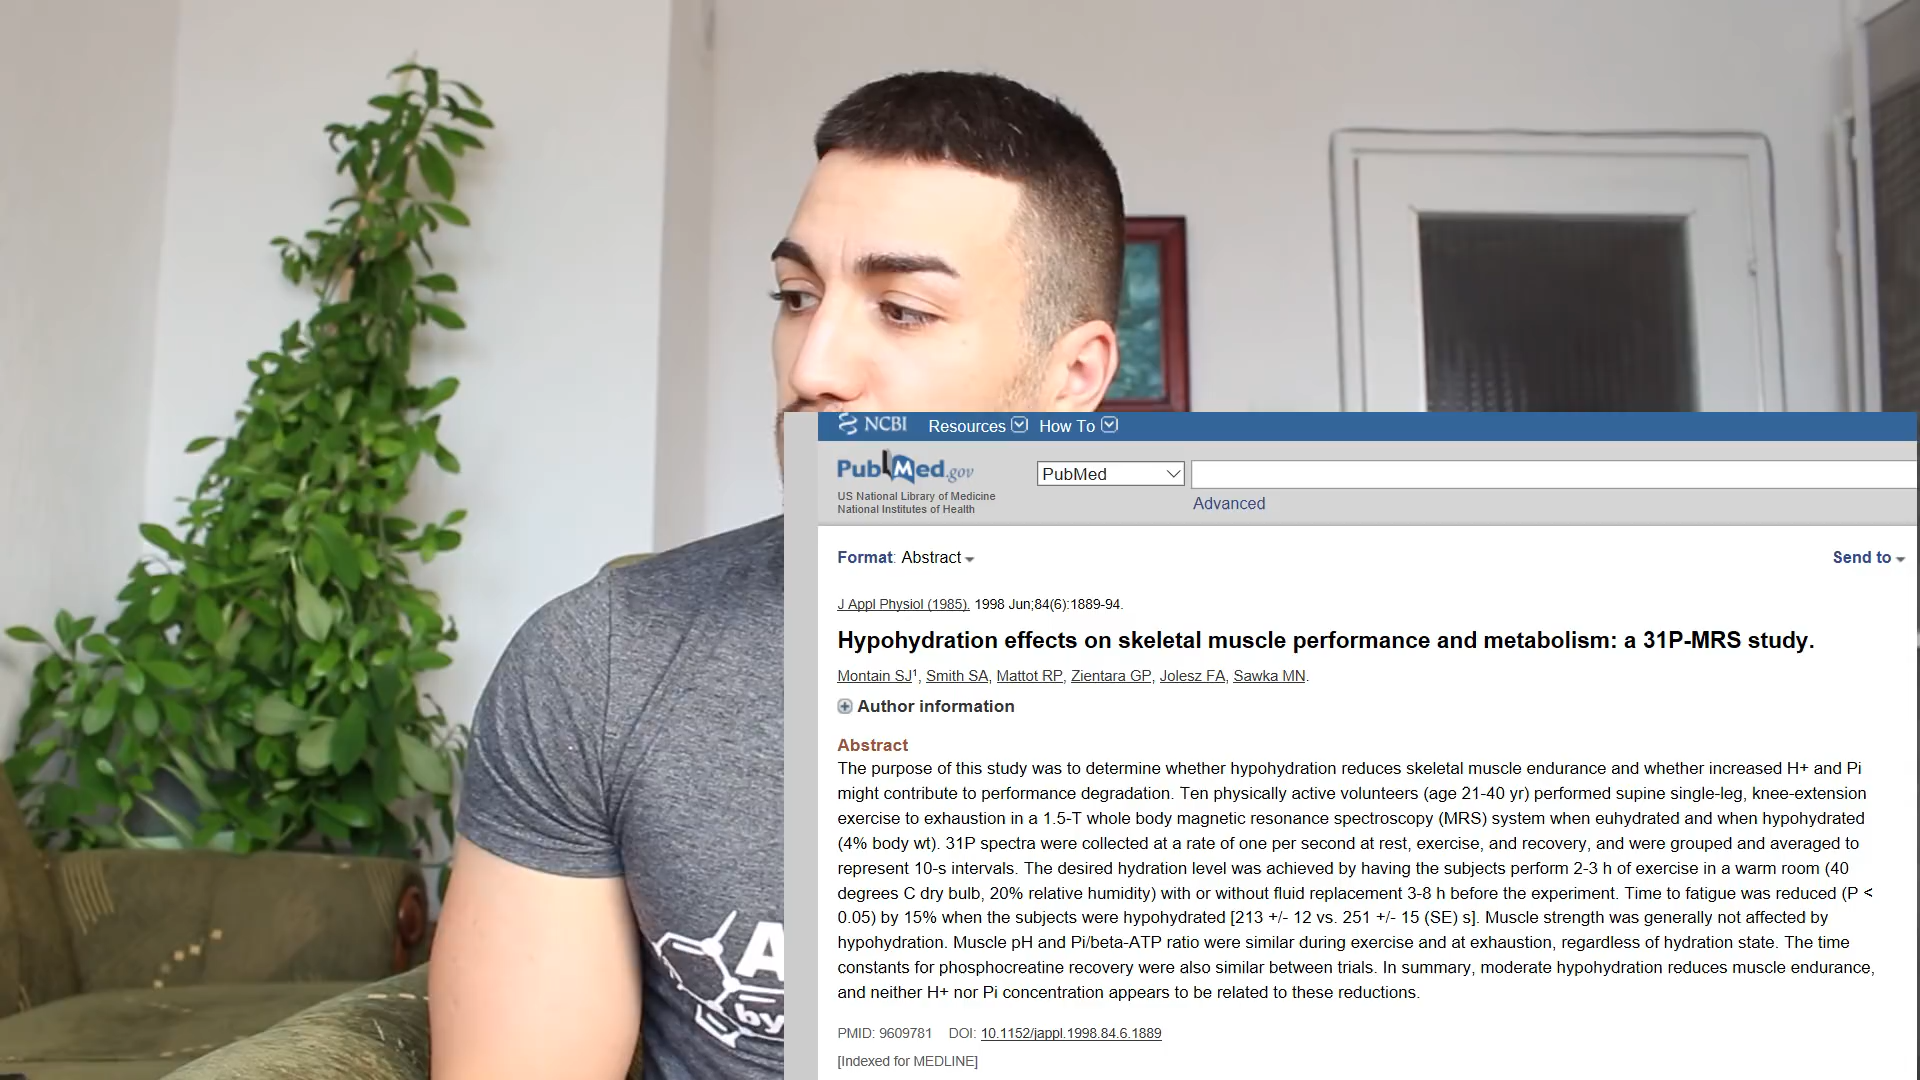 NCBI Resources How To
PubMed.gov
US National Library of Medicine
National Institutes of Health
PubMed
Advanced
Format: Abstract
Send to
J Appl Physiol (1985). 1998 Jun;84(6):1889-94.
Hypohydration effects on skeletal muscle performance and metabolism: a 31P-MRS study.
Montain SJ¹, Smith SA, Mattot RP, Zientara GP, Jolesz FA, Sawka MN.
Author information
Abstract
The purpose of this study was to determine whether hypohydration reduces skeletal muscle endurance and whether increased H+ and Pi
might contribute to performance degradation. Ten physically active volunteers (age 21-40 yr) performed supine single-leg, knee-extension
exercise to exhaustion in a 1.5-T whole body magnetic resonance spectroscopy (MRS) system when euhydrated and when hypohydrated
(4% body wt). 31P spectra were collected at a rate of one per second at rest, exercise, and recovery, and were grouped and averaged to
represent 10-s intervals. The desired hydration level was achieved by having the subjects perform 2-3 h of exercise in a warm room (40
degrees C dry bulb, 20% relative humidity) with or without fluid replacement 3-8 h before the experiment. Time to fatigue was reduced (P <
0.05) by 15% when the subjects were hypohydrated [213 +/- 12 vs. 251 +/- 15 (SE) s]. Muscle strength was generally not affected by
hypohydration. Muscle pH and Pi/beta-ATP ratio were similar during exercise and at exhaustion, regardless of hydration state. The time
constants for phosphocreatine recovery were also similar between trials. In summary, moderate hypohydration reduces muscle endurance,
and neither H+ nor Pi concentration appears to be related to these reductions.
PMID: 9609781 DOI: 10.1152/jappl.1998.84.6.1889
[Indexed for MEDLINE]
A
by